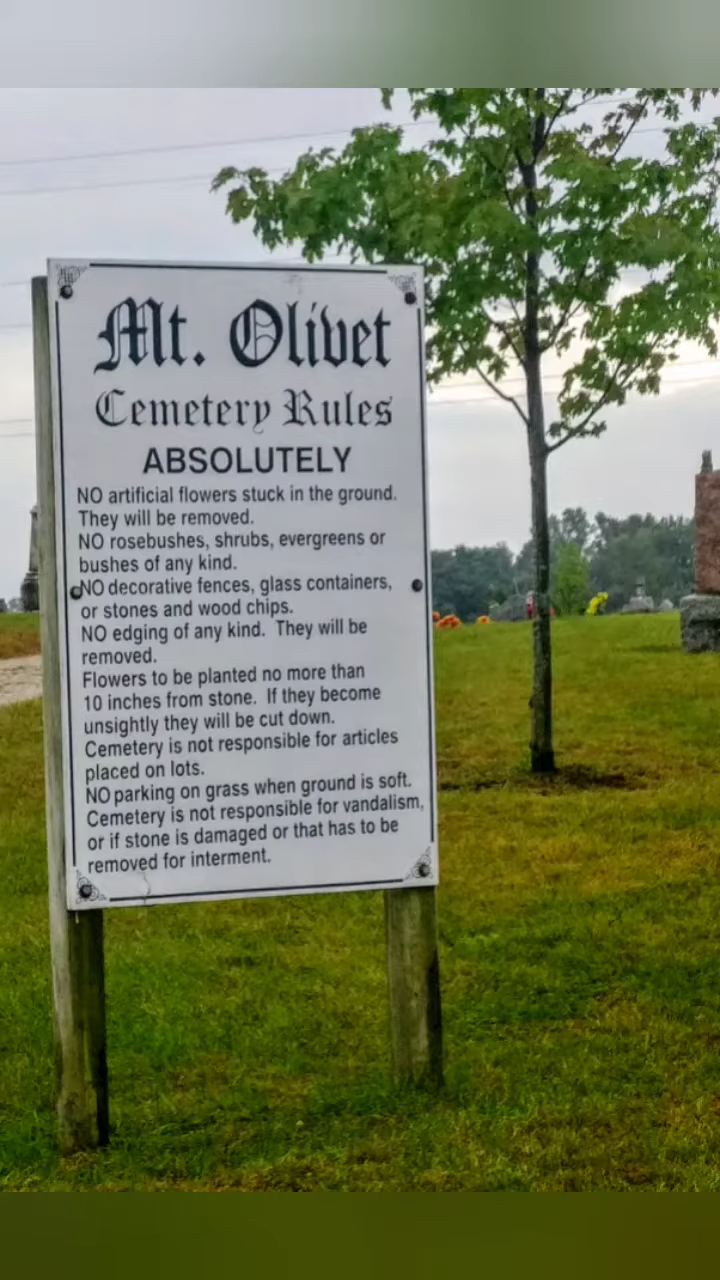 Mt. Olivet
Cemetery Rules
ABSOLUTELY
NO artificial flowers stuck in the ground.
They will be removed.
NO rosebushes, shrubs, evergreens or
bushes of any kind.
NO decorative fences, glass containers,
or stones and wood chips.
NO edging of any kind. They will be
removed.
Flowers to be planted no more than
10 inches from stone. If they become
unsightly they will be cut down.
Cemetery is not responsible for articles
placed on lots.
NO parking on grass when ground is soft.
Cemetery is not responsible for vandalism,
or if stone is damaged or that has to be
removed for interment.